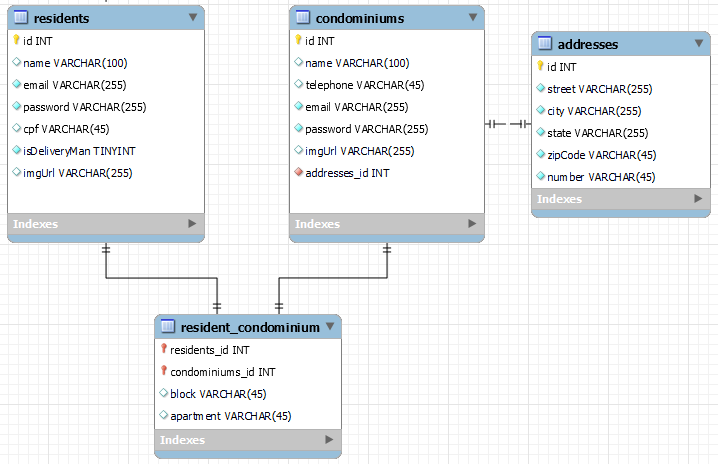 residents
id INT
name VARCHAR(100)
email VARCHAR(255)
password VARCHAR(255)
cpf VARCHAR(45)
isDeliveryMan TINYINT
imgUrl VARCHAR(255)
Indexes
condominiums
id INT
name VARCHAR(100)
telephone VARCHAR(45)
email VARCHAR(255)
password VARCHAR(255)
imgUrl VARCHAR(255)
addresses_id INT
Indexes
addresses
id INT
street VARCHAR(255)
city VARCHAR(255)
state VARCHAR(255)
zipCode VARCHAR(45)
number VARCHAR(45)
Indexes
resident_condominium
residents_id INT
condominiums_id INT
block VARCHAR(45)
apartment VARCHAR(45)
Indexes